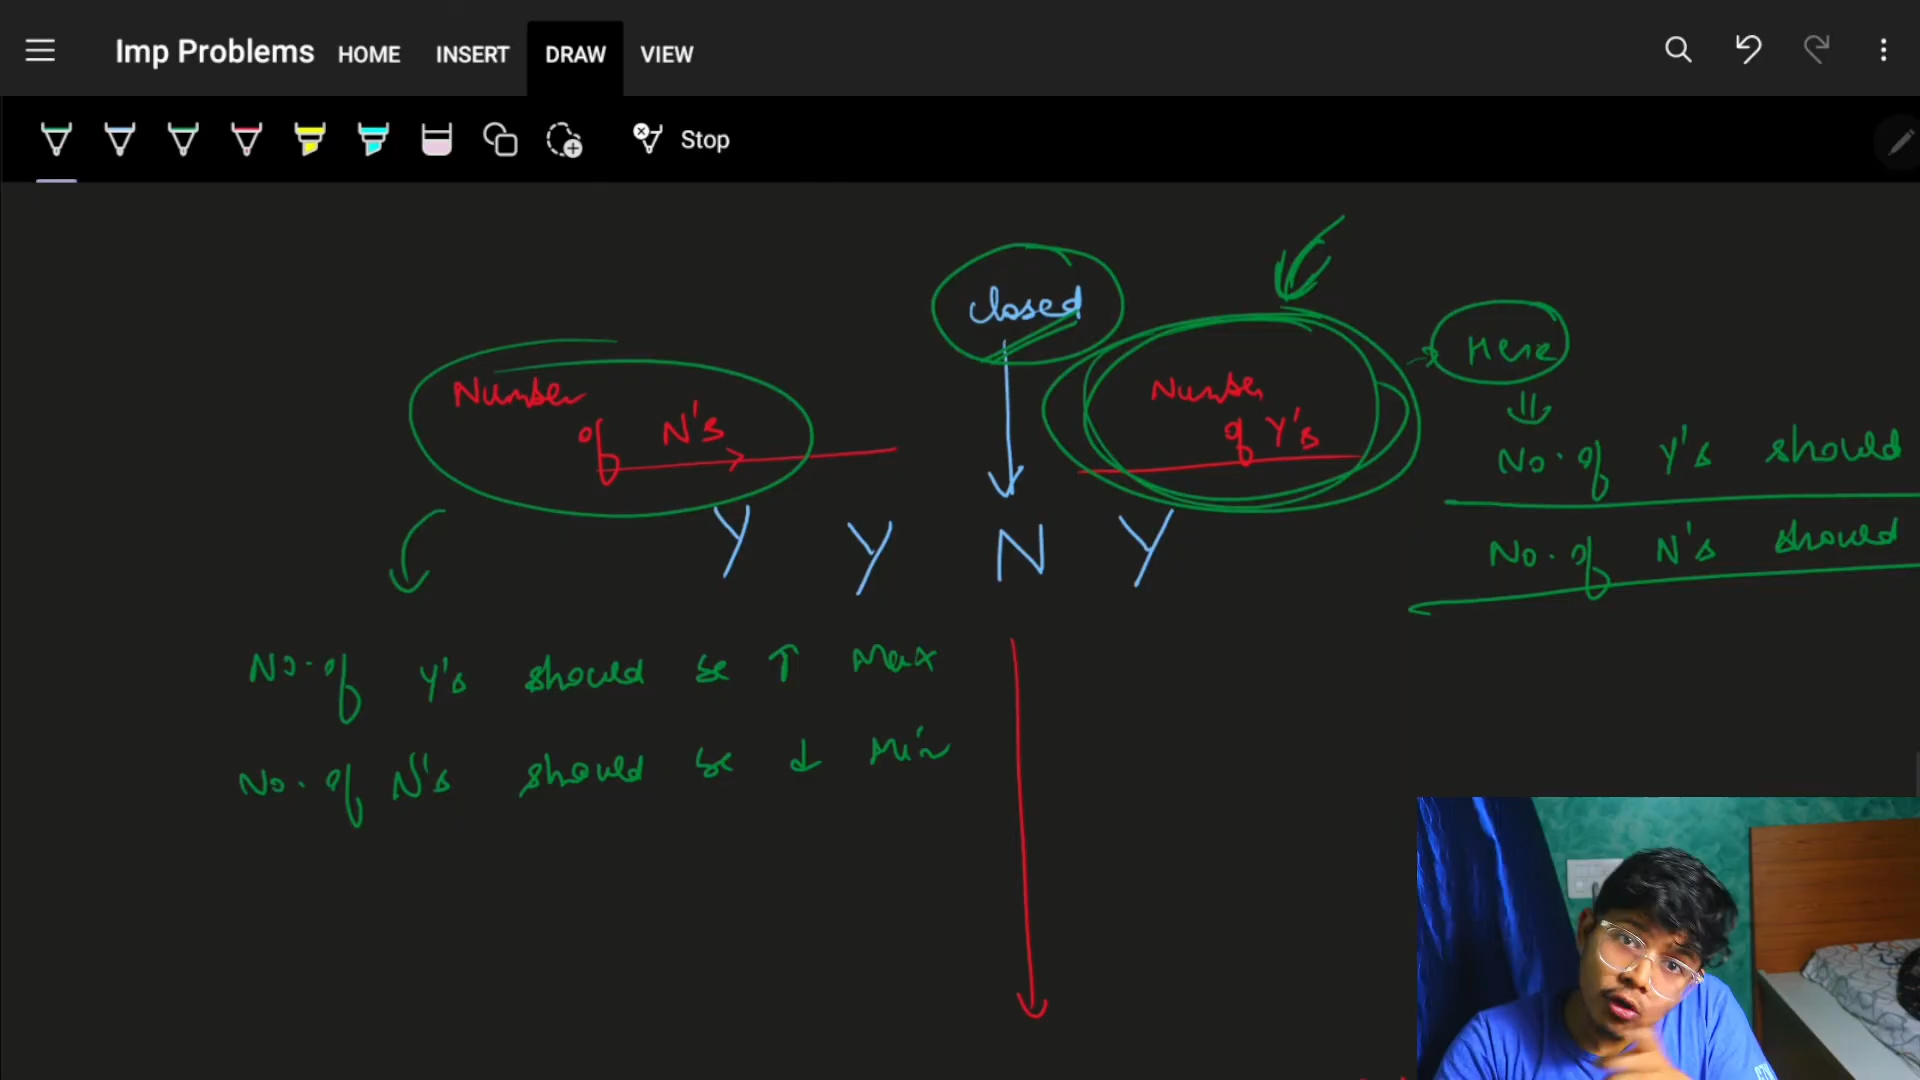 Imp Problems HOME INSERT DRAW VIEW
Stop
Closed
Here
Number
of N's
Number
of Y's
No. of Y's should
No. of N's should
Y Y N Y
No. of Y's should be ↑ Max
No. of N's should be ↓ Min